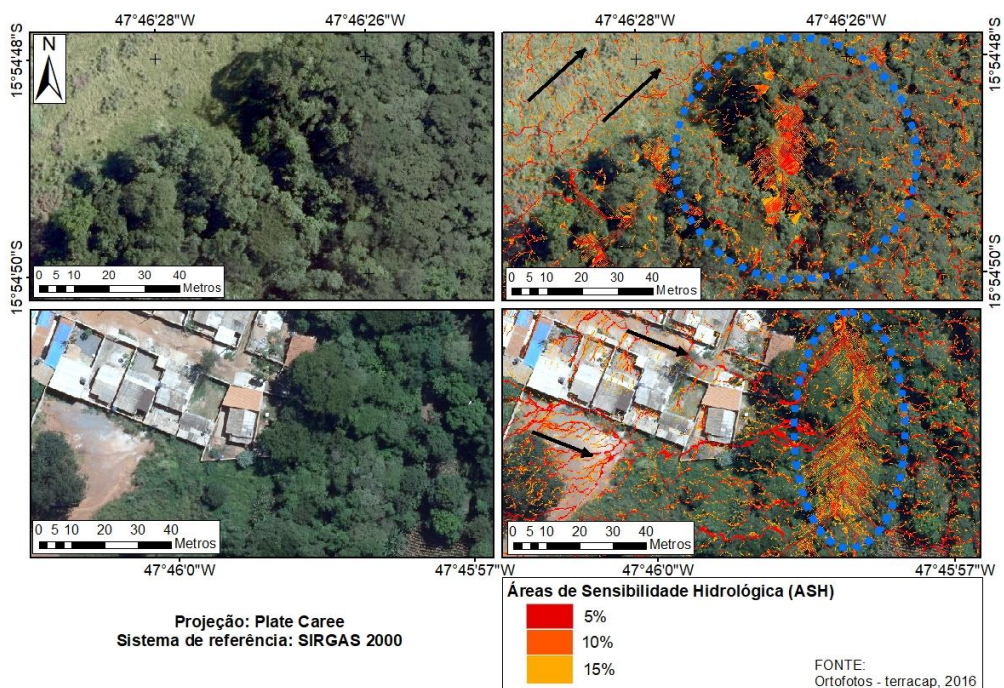 47°46'28"W 47°46'26"W 47°46'28"W 47°46'26"W
15°54'48"S
N
15°54'48"S
15°54'50"S
15°54'50"S
0 5 10 20 30 40
Metros
0 5 10 20 30 40
Metros
0 5 10 20 30 40
Metros
0 5 10 20 30 40
Metros
47°46'0"W 47°45'57"W 47°46'0"W 47°45'57"W
Projeção: Plate Caree
Sistema de referência: SIRGAS 2000
Áreas de Sensibilidade Hidrológica (ASH)
5%
10%
15%
FONTE:
Ortofotos - terracap, 2016